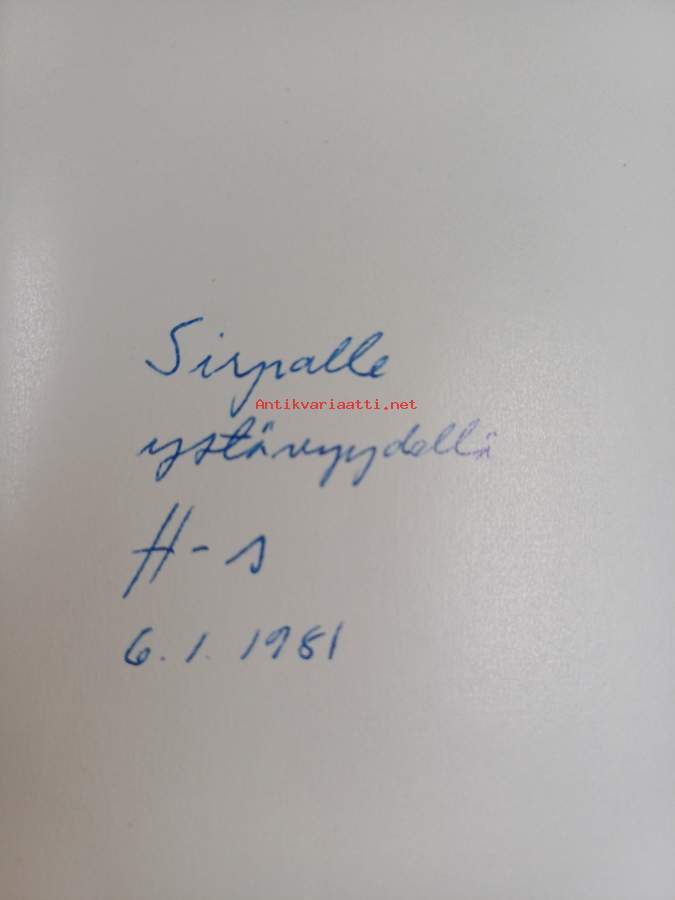 Sirpalle
Antikvariaatti.net
ystävyydellä
H-s
6.1.1981